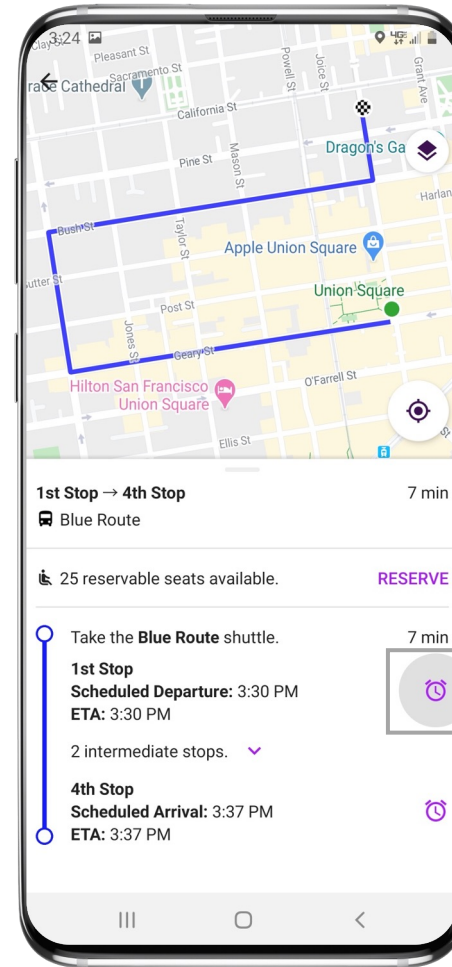 3:24
4G
Clay St
Pleasant St
Sacramento St
Powell St
Joice St
Grant Ave
Cathedral
California St
Mason St
Pine St
Dragon's Ga
Harlan
Bush St
Taylor St
Apple Union Square
utter St
Union Square
Post St
Jones St
Geary St
O'Farrell St
Hilton San Francisco
Union Square
Ellis St
St
1st Stop → 4th Stop
7 min
Blue Route
25 reservable seats available.
RESERVE
Take the Blue Route shuttle.
7 min
1st Stop
Scheduled Departure: 3:30 PM
ETA: 3:30 PM
2 intermediate stops.
4th Stop
Scheduled Arrival: 3:37 PM
ETA: 3:37 PM